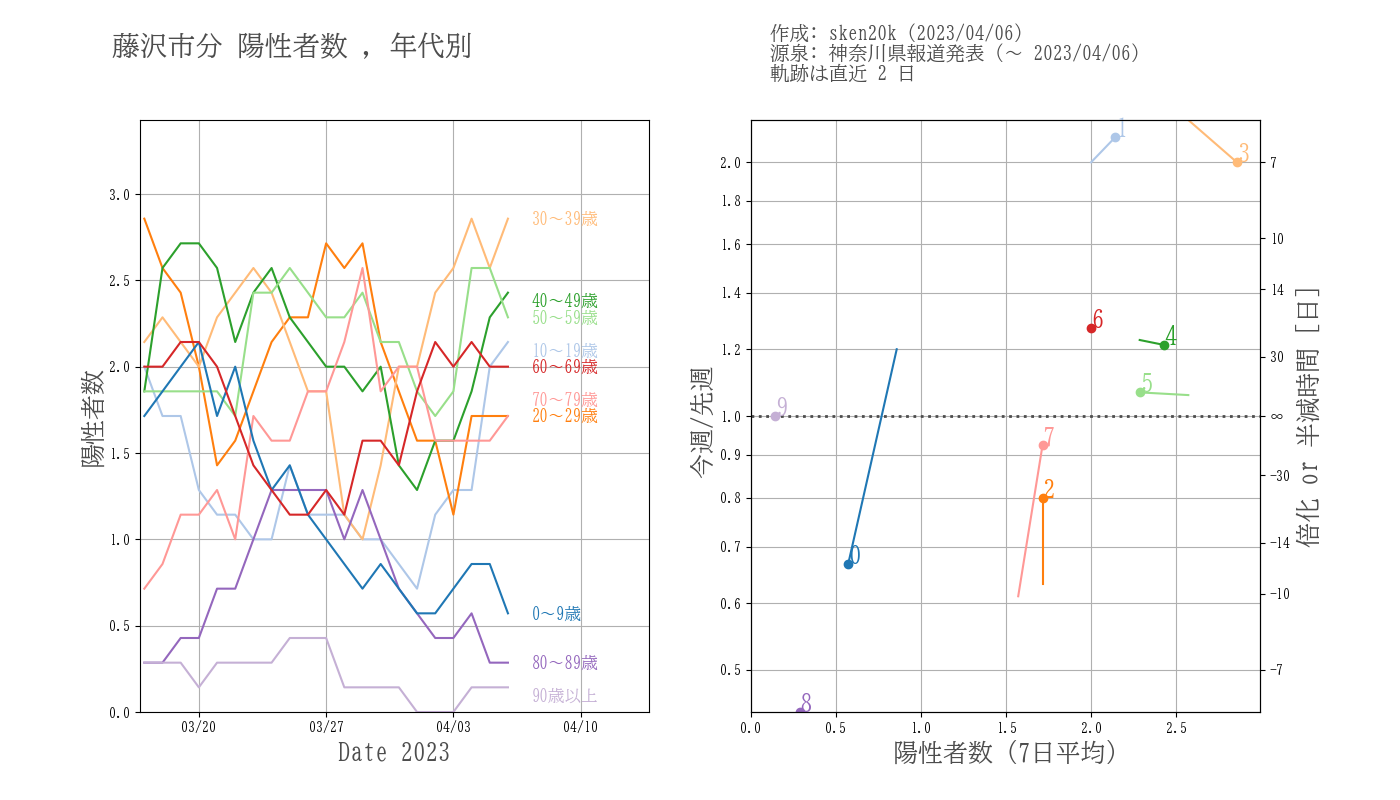 藤沢市分 陽性者数 , 年代別
作成: sken20k (2023/04/06)
源泉: 神奈川県報道発表 (～ 2023/04/06)
軌跡は直近 2 日
陽性者数
3.0
2.5
2.0
1.5
1.0
0.5
0.0
30～39歳
40～49歳
50～59歳
10～19歳
60～69歳
70～79歳
20～29歳
0～9歳
80～89歳
90歳以上
03/20 03/27 04/03 04/10
Date 2023
今週/先週
2.0
1.8
1.6
1.4
1.2
1.0
0.9
0.8
0.7
0.6
0.5
1
3
6
4
5
9
7
2
0
8
0.0 0.5 1.0 1.5 2.0 2.5
陽性者数 (7日平均)
7
10
14
30
∞
−30
−14
−10
−7
倍化 or 半減時間 [日]